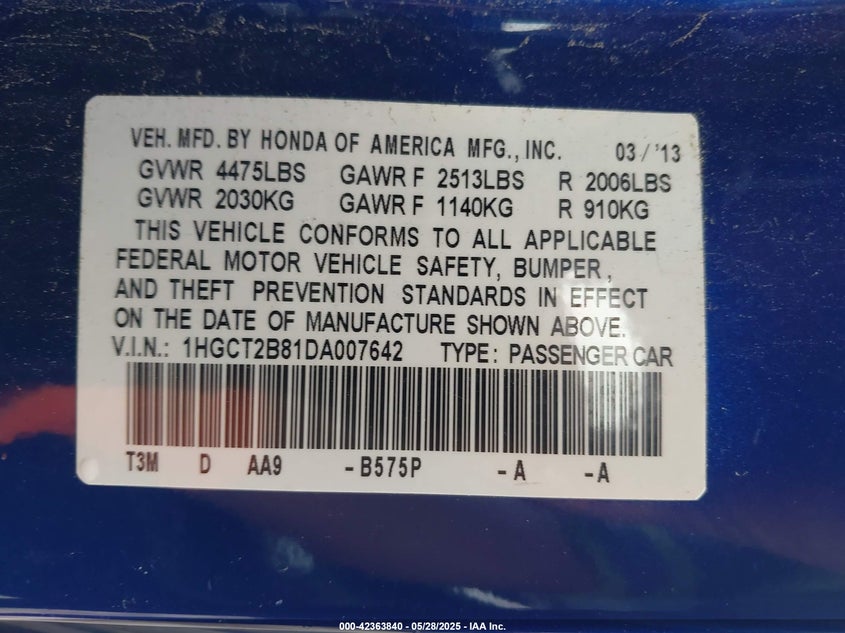 VEH. MFD. BY HONDA OF AMERICA MFG., INC. 03/'13
GVWR 4475LBS GAWR F 2513LBS R 2006LBS
GVWR 2030KG GAWR F 1140KG R 910KG
THIS VEHICLE CONFORMS TO ALL APPLICABLE
FEDERAL MOTOR VEHICLE SAFETY, BUMPER,
AND THEFT PREVENTION STANDARDS IN EFFECT
ON THE DATE OF MANUFACTURE SHOWN ABOVE.
V.I.N.: 1HGCT2B81DA007642 TYPE: PASSENGER CAR
T3M D AA9 -B575P -A -A
000-42363840 - 05/28/2025 - IAA Inc.